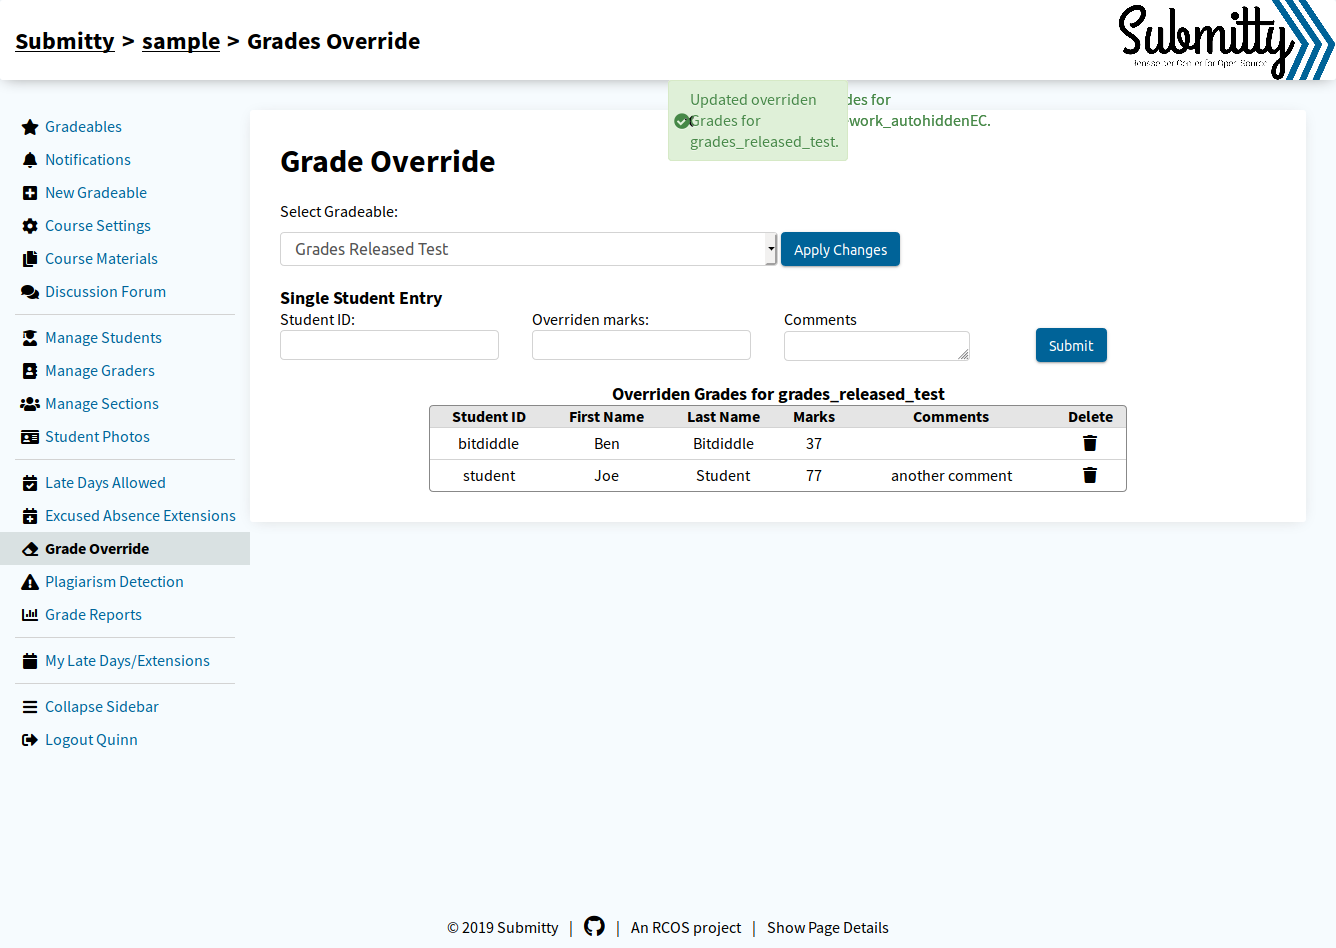 Submitty > sample > Grades Override
Submitty
Updated overriden
Grades for
grades_released_test.
des for
work_autohiddenEC.
Gradeables
Notifications
New Gradeable
Course Settings
Course Materials
Discussion Forum
Manage Students
Manage Graders
Manage Sections
Student Photos
Late Days Allowed
Excused Absence Extensions
Grade Override
Plagiarism Detection
Grade Reports
My Late Days/Extensions
Collapse Sidebar
Logout Quinn
Grade Override
Select Gradeable:
Grades Released Test
Apply Changes
Single Student Entry
Student ID: Overriden marks: Comments
Submit
Overriden Grades for grades_released_test
Student ID First Name Last Name Marks Comments Delete
bitdiddle Ben Bitdiddle 37
student Joe Student 77 another comment
© 2019 Submitty | | An RCOS project | Show Page Details